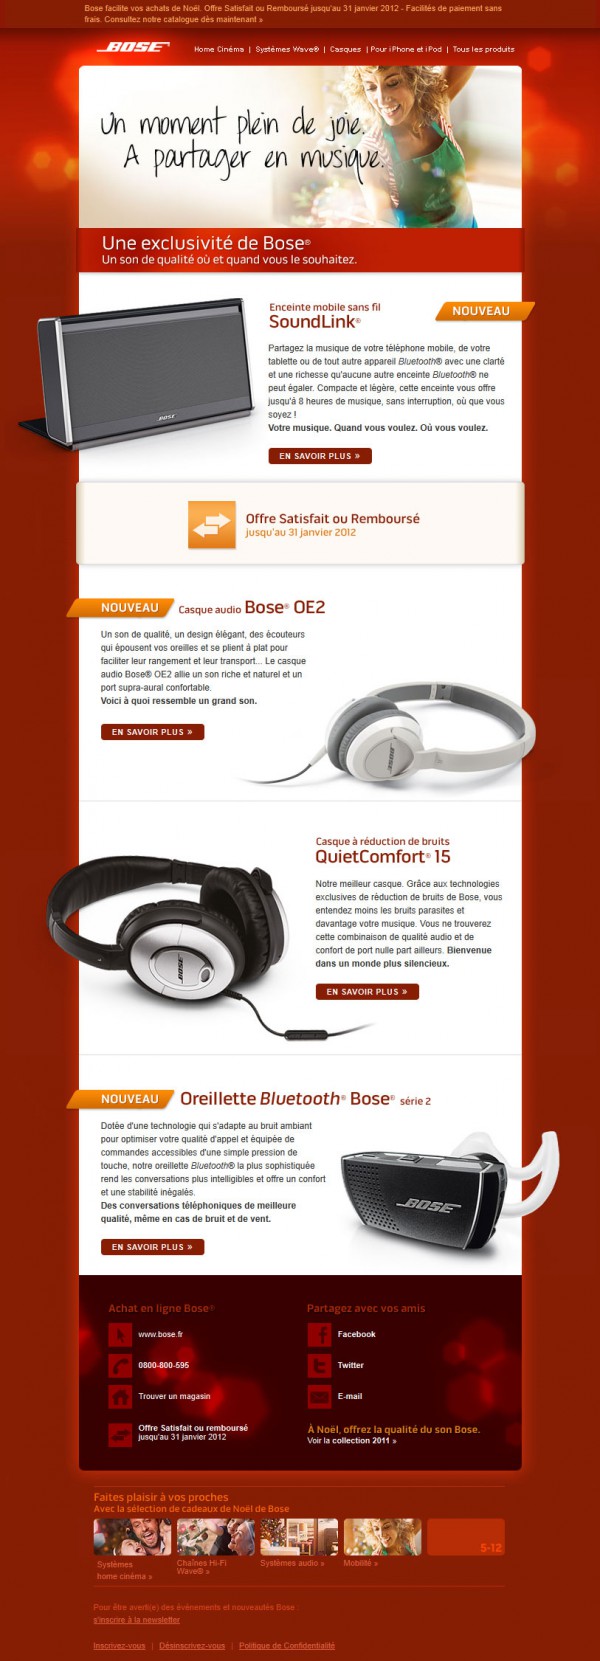 Bose facilite vos achats de Noël. Offre Satisfait ou Remboursé jusqu'au 31 janvier 2012 - Facilités de paiement sans
frais. Consultez notre catalogue dès maintenant »
BOSE
Home Cinéma | Systèmes Wave® | Casques | Pour iPhone et iPod | Tous les produits
Un moment plein de joie.
A partager en musique.
Une exclusivité de Bose®
Un son de qualité où et quand vous le souhaitez.
Enceinte mobile sans fil
SoundLink®
NOUVEAU
Partagez la musique de votre téléphone mobile, de votre
tablette ou de tout autre appareil Bluetooth® avec une clarté
et une richesse qu'aucune autre enceinte Bluetooth® ne
peut égaler. Compacte et légère, cette enceinte vous offre
jusqu'à 8 heures de musique, sans interruption, où que vous
soyez !
Votre musique. Quand vous voulez. Où vous voulez.
EN SAVOIR PLUS »
BOSE
Offre Satisfait ou Remboursé
jusqu'au 31 janvier 2012
NOUVEAU
Casque audio Bose® OE2
Un son de qualité, un design élégant, des écouteurs
qui épousent vos oreilles et se plient à plat pour
faciliter leur rangement et leur transport... Le casque
audio Bose® OE2 allie un son riche et naturel et un
port supra-aural confortable.
Voici à quoi ressemble un grand son.
EN SAVOIR PLUS »
BOSE
Casque à réduction de bruits
QuietComfort® 15
Notre meilleur casque. Grâce aux technologies
exclusives de réduction de bruits de Bose, vous
entendez moins les bruits parasites et
davantage votre musique. Vous ne trouverez
cette combinaison de qualité audio et de
confort de port nulle part ailleurs. Bienvenue
dans un monde plus silencieux.
EN SAVOIR PLUS »
BOSE
NOUVEAU
Oreillette Bluetooth® Bose® série 2
Dotée d'une technologie qui s'adapte au bruit ambiant
pour optimiser votre qualité d'appel et équipée de
commandes accessibles d'une simple pression de
touche, notre oreillette Bluetooth® la plus sophistiquée
rend les conversations plus intelligibles et offre un confort
et une stabilité inégalés.
Des conversations téléphoniques de meilleure
qualité, même en cas de bruit et de vent.
EN SAVOIR PLUS »
BOSE
Achat en ligne Bose®
www.bose.fr
0800-800-595
Trouver un magasin
Offre Satisfait ou remboursé
jusqu'au 31 janvier 2012
Partagez avec vos amis
Facebook
Twitter
E-mail
À Noël, offrez la qualité du son Bose.
Voir la collection 2011 »
Faites plaisir à vos proches
Avec la sélection de cadeaux de Noël de Bose
Systèmes
home cinéma »
Chaînes Hi-Fi
Wave® »
Systèmes audio »
Mobilité »
5-12
Pour être averti(e) des événements et nouveautés Bose :
s'inscrire à la newsletter
Inscrivez-vous | Désinscrivez-vous | Politique de Confidentialité